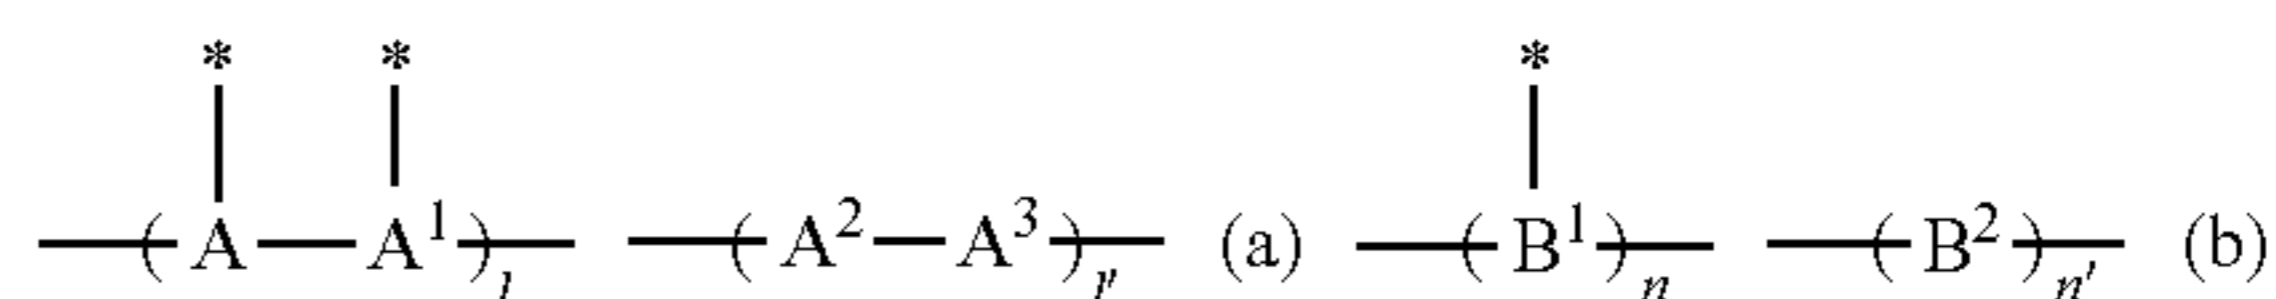 * * *
—( A — A¹ )ₗ— —( A² — A³ )ₗ'— (a) —( B¹ )ₙ— —( B² )ₙ'— (b)